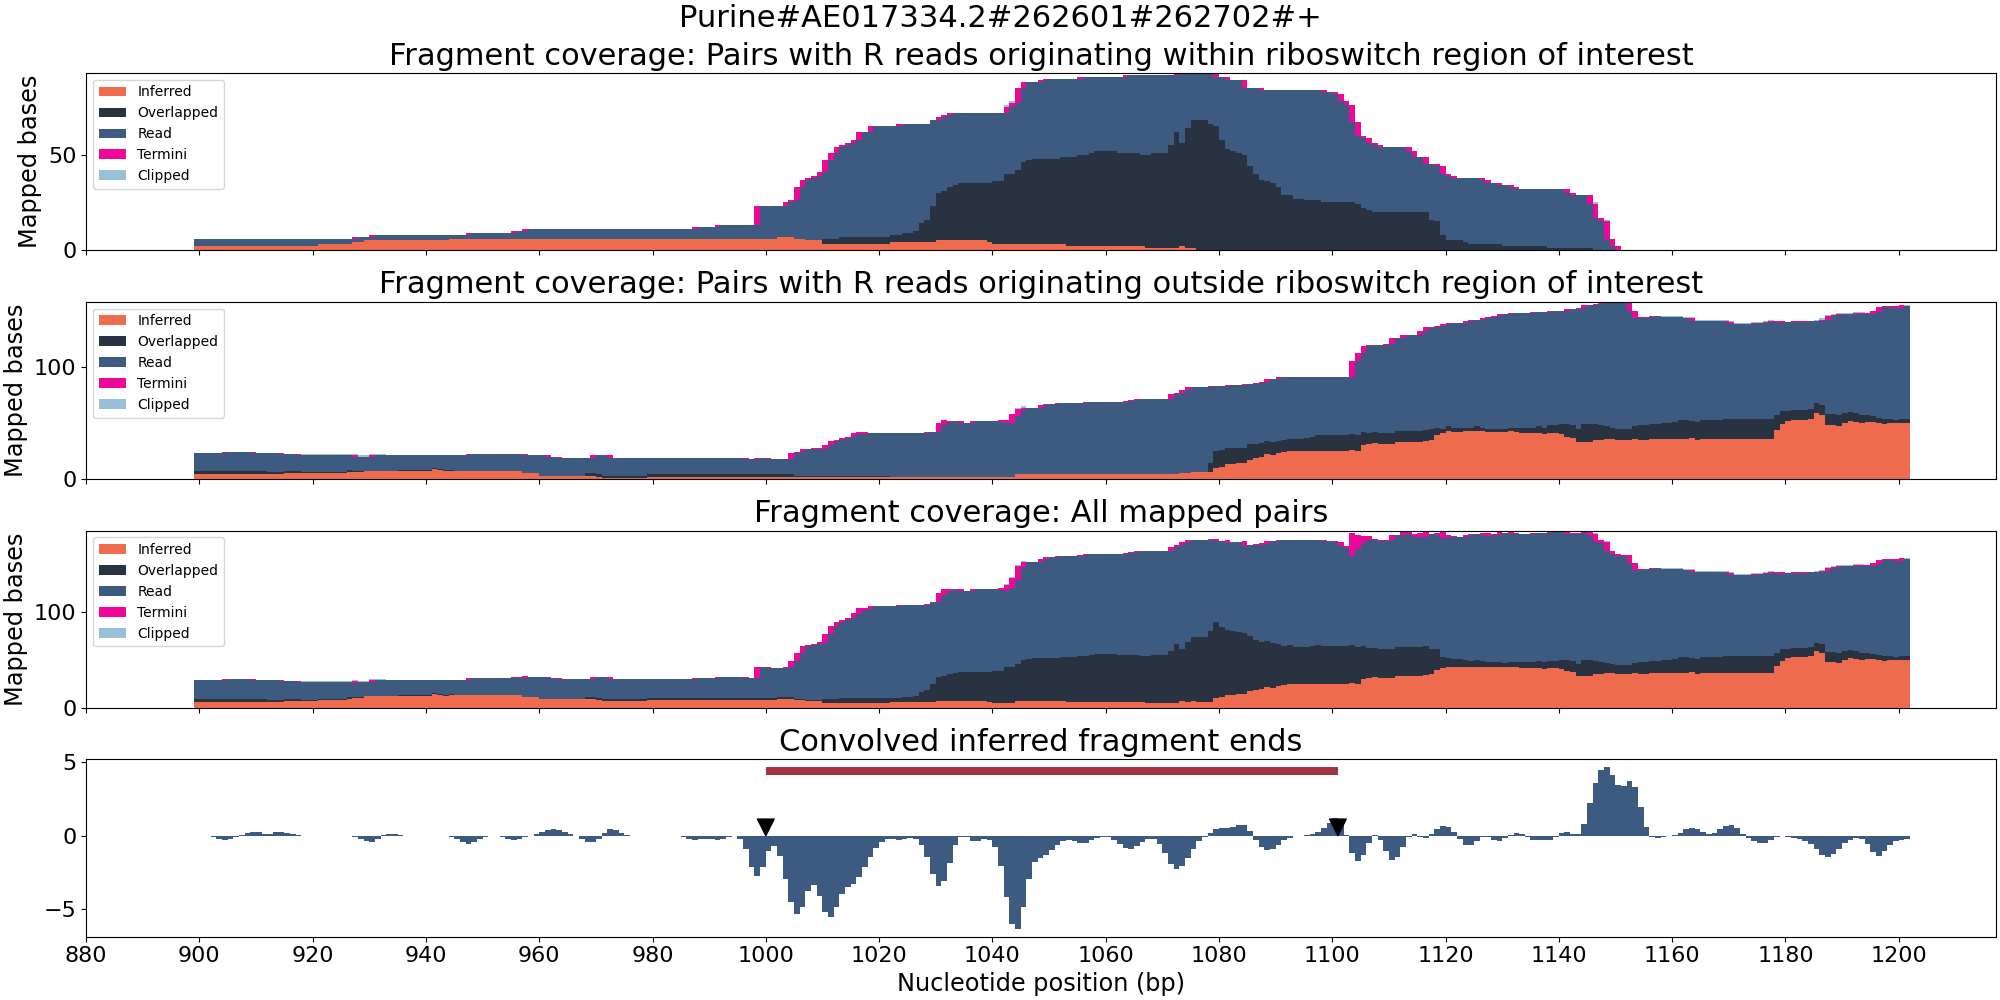 Purine#AE017334.2#262601#262702#+
Fragment coverage: Pairs with R reads originating within riboswitch region of interest
Mapped bases
50
0
Inferred
Overlapped
Read
Termini
Clipped
Fragment coverage: Pairs with R reads originating outside riboswitch region of interest
Mapped bases
100
0
Inferred
Overlapped
Read
Termini
Clipped
Fragment coverage: All mapped pairs
Mapped bases
100
0
Inferred
Overlapped
Read
Termini
Clipped
Convolved inferred fragment ends
5
0
−5
880 900 920 940 960 980 1000 1020 1040 1060 1080 1100 1120 1140 1160 1180 1200
Nucleotide position (bp)